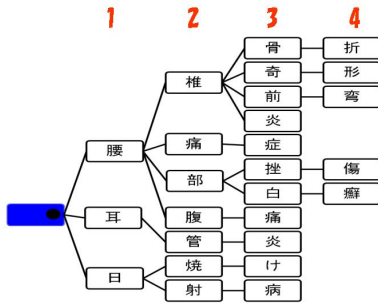 1 2 3 4
骨 折
奇 形
椎
前 弯
炎
腰
痛 症
部
挫 傷
白 癬
耳
腹 痛
管 炎
日
焼 け
射 病